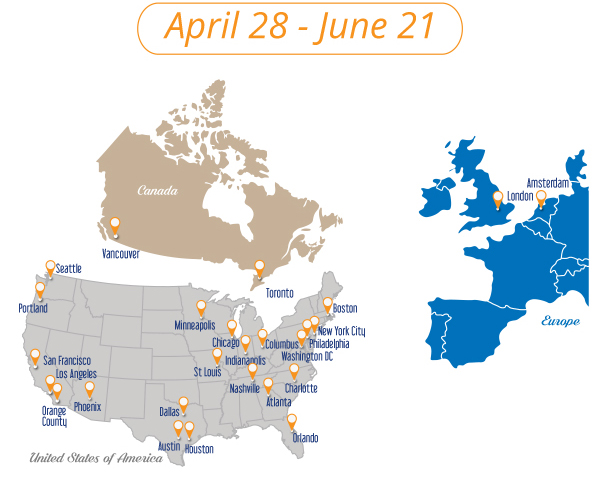 April 28 - June 21
Canada
Vancouver
Toronto
Seattle
Portland
San Francisco
Los Angeles
Orange
County
Phoenix
Minneapolis
Chicago
Indianapolis
St Louis
Columbus
Boston
New York City
Philadelphia
Washington DC
Nashville
Charlotte
Atlanta
Dallas
Austin
Houston
Orlando
United States of America
Amsterdam
London
Europe